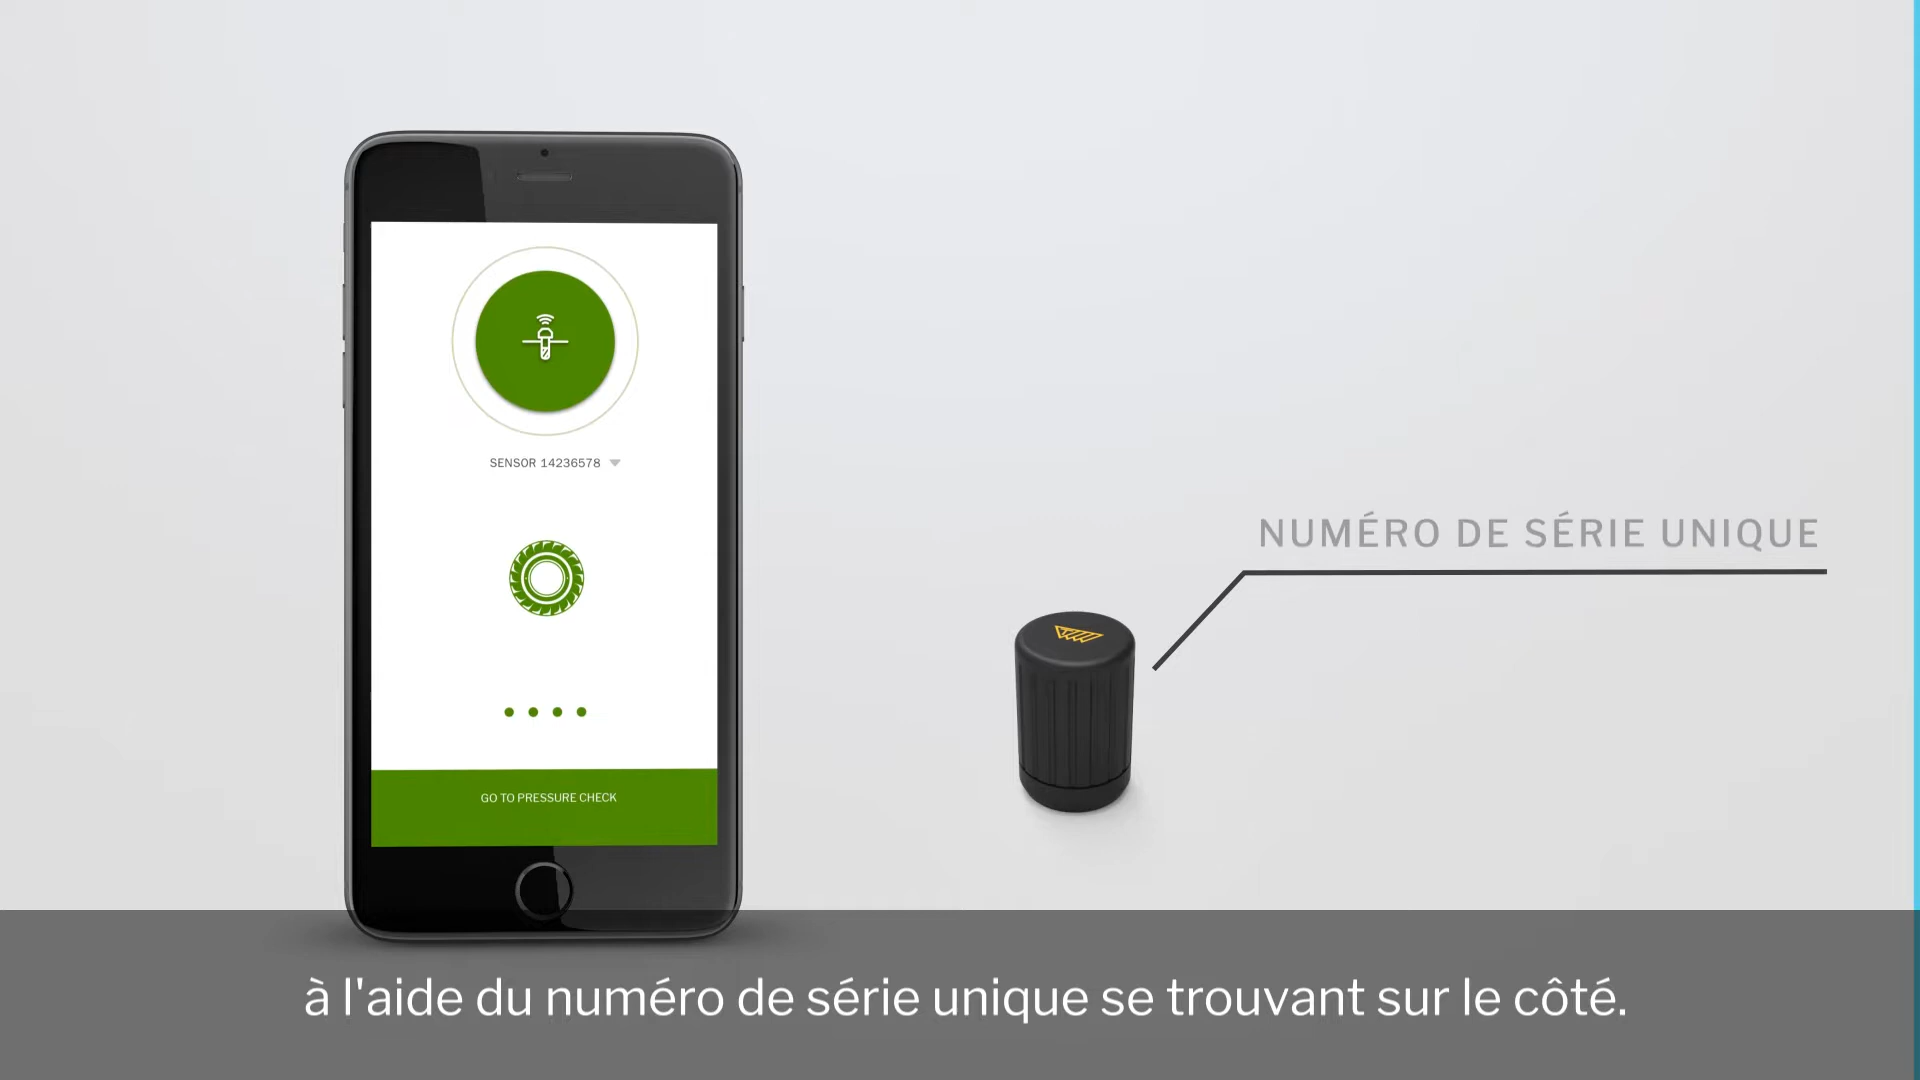 SENSOR 14236578
GO TO PRESSURE CHECK
NUMÉRO DE SÉRIE UNIQUE
à l'aide du numéro de série unique se trouvant sur le côté.